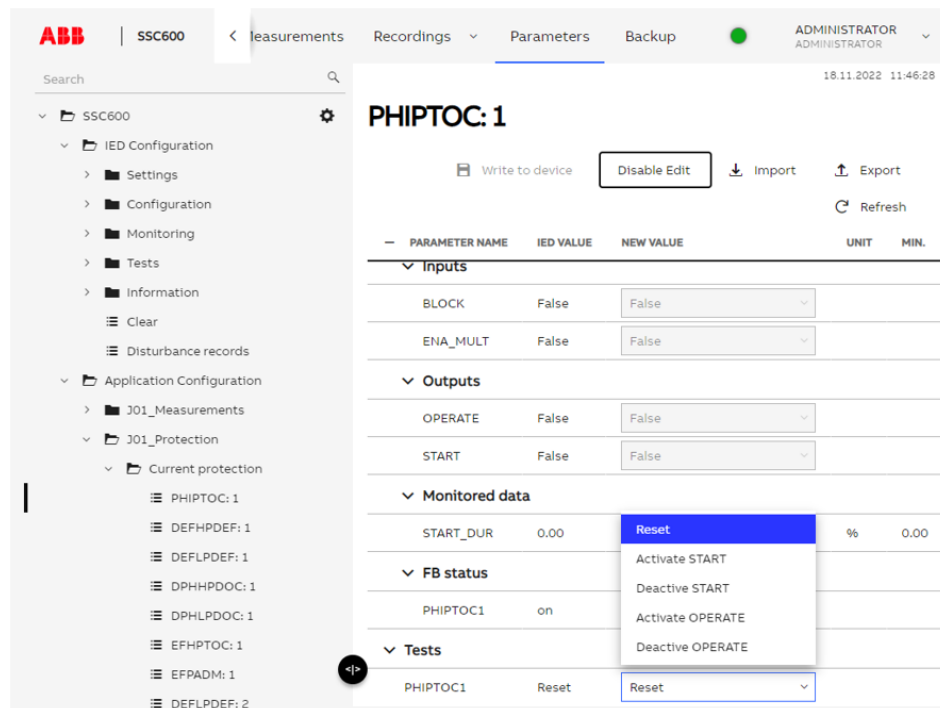 ABB SSC600 < leasurements Recordings Parameters Backup ADMINISTRATOR
ADMINISTRATOR
Search
18.11.2022 11:46:28
SSC600
IED Configuration
Settings
Configuration
Monitoring
Tests
Information
Clear
Disturbance records
Application Configuration
J01_Measurements
J01_Protection
Current protection
PHIPTOC: 1
DEFHPDEF: 1
DEFLPDEF: 1
DPHHPDOC: 1
DPHLPDOC: 1
EFHPTOC: 1
EFPADM: 1
DEFLPDEF: 2
PHIPTOC: 1
Write to device Disable Edit Import Export
Refresh
— PARAMETER NAME IED VALUE NEW VALUE UNIT MIN.
Inputs
BLOCK False False
ENA_MULT False False
Outputs
OPERATE False False
START False False
Monitored data
START_DUR 0.00 % 0.00
Reset
Activate START
Deactive START
Activate OPERATE
Deactive OPERATE
FB status
PHIPTOC1 on
Tests
PHIPTOC1 Reset Reset